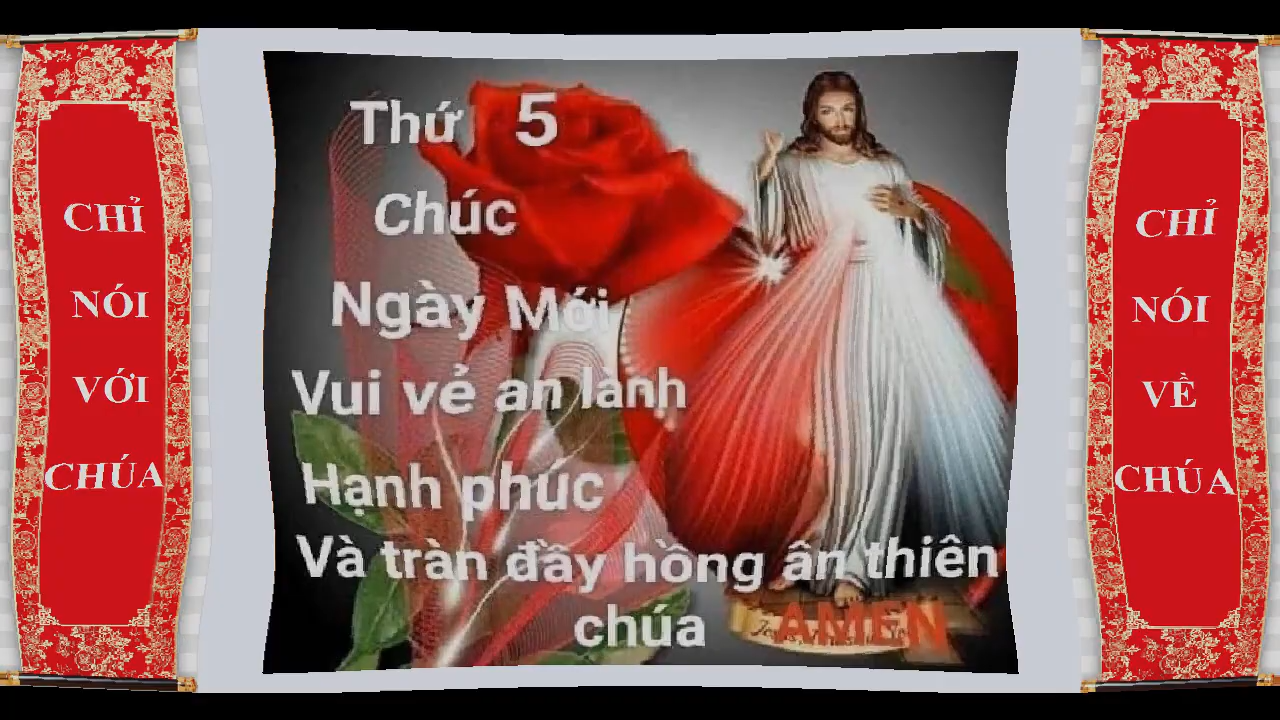 CHỈ
NÓI
VỚI
CHÚA
Thứ 5
Chúc
Ngày Mới
Vui vẻ an lành
Hạnh phúc
Và tràn đầy hồng ân thiên
chúa
AMEN
CHỈ
NÓI
VỀ
CHÚA